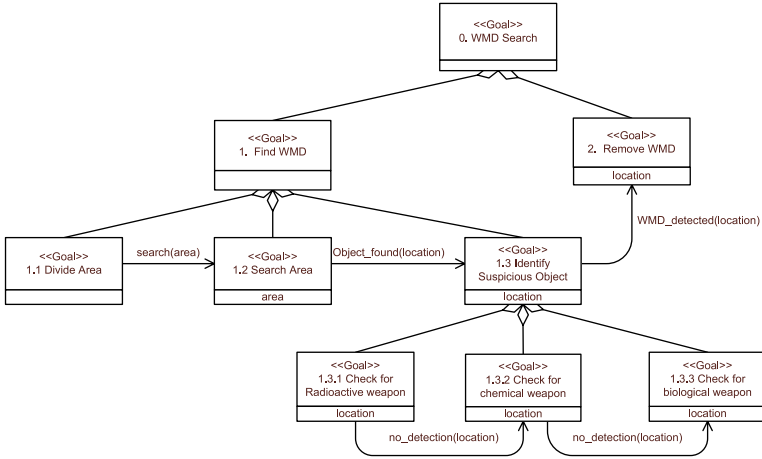 <<Goal>>
0. WMD Search
<<Goal>>
1. Find WMD
<<Goal>>
2. Remove WMD
location
WMD_detected(location)
<<Goal>>
1.1 Divide Area
search(area)
<<Goal>>
1.2 Search Area
area
Object_found(location)
<<Goal>>
1.3 Identify
Suspicious Object
location
<<Goal>>
1.3.1 Check for
Radioactive weapon
location
<<Goal>>
1.3.2 Check for
chemical weapon
location
<<Goal>>
1.3.3 Check for
biological weapon
location
no_detection(location)
no_detection(location)